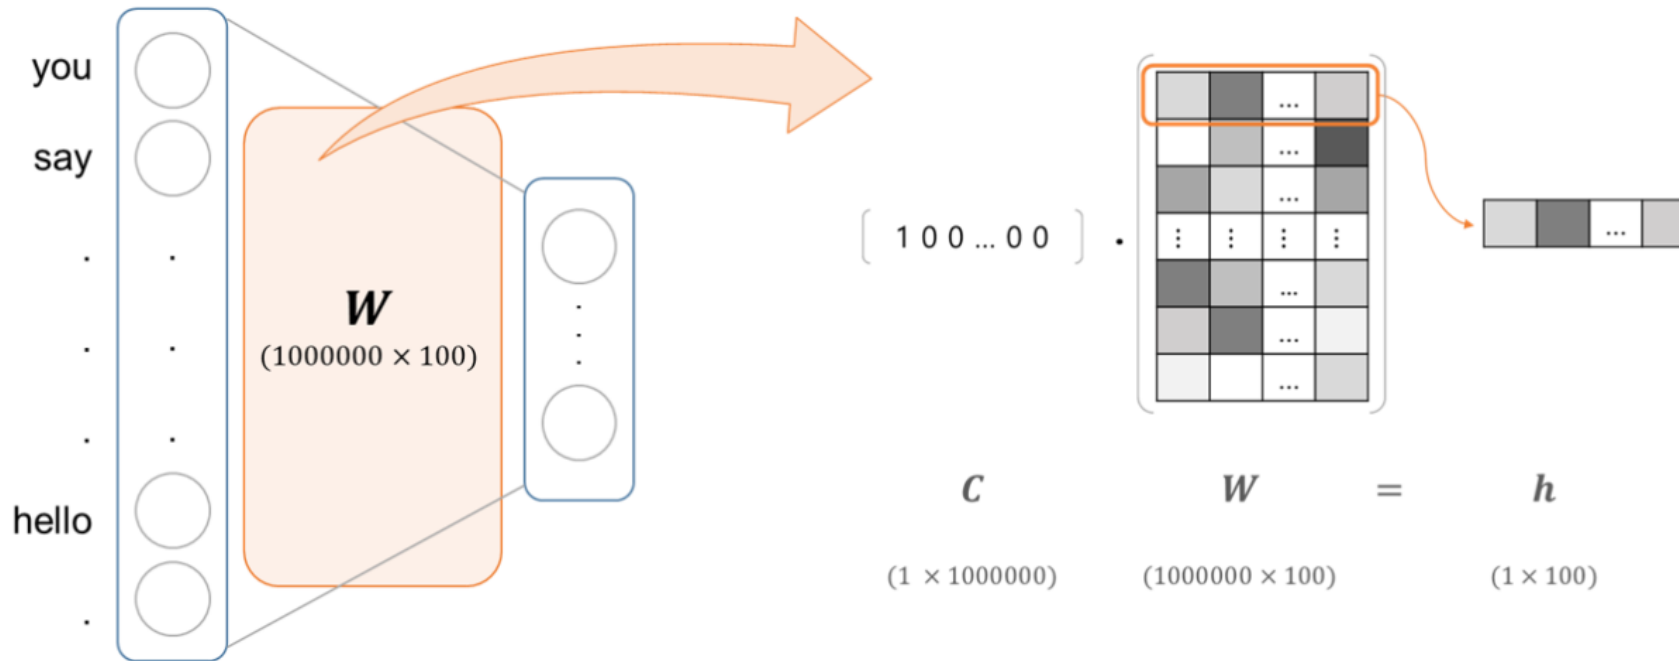 you
say
.
.
.
.
.
.
hello
.
W
(1000000 × 100)
.
.
.
[ 1 0 0 ... 0 0 ]
·
...
...
...
⋮ ⋮ ⋮ ⋮
...
...
...
...
C W = h
(1 × 1000000) (1000000 × 100) (1 × 100)